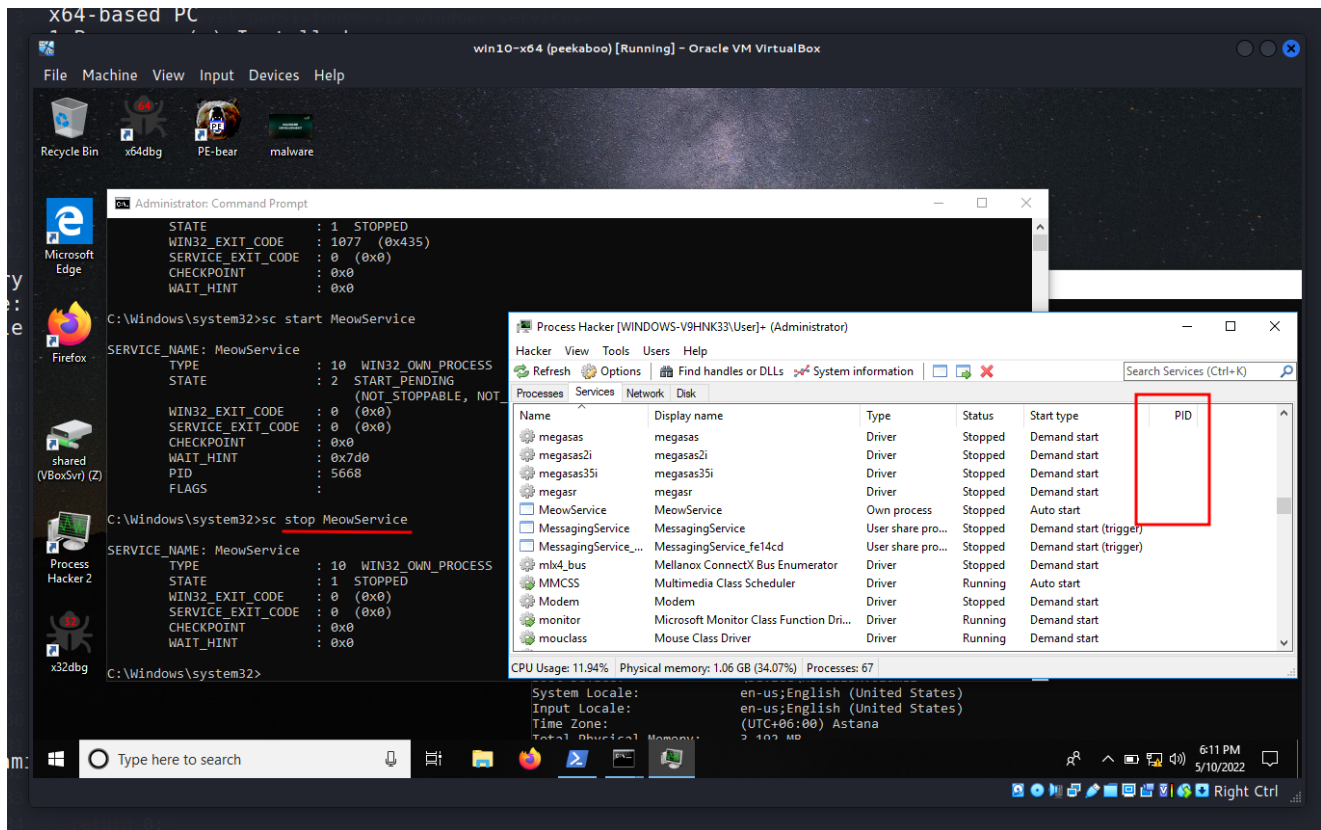 x64-based PC
win10-x64 (peekaboo) [Running] - Oracle VM VirtualBox
File Machine View Input Devices Help
Recycle Bin
x64dbg
PE-bear
malware
Microsoft
Edge
Firefox
shared
(VBoxSvr) (Z)
Process
Hacker 2
x32dbg
Administrator: Command Prompt
STATE : 1 STOPPED
WIN32_EXIT_CODE : 1077 (0x435)
SERVICE_EXIT_CODE : 0 (0x0)
CHECKPOINT : 0x0
WAIT_HINT : 0x0
C:\Windows\system32>sc start MeowService
SERVICE_NAME: MeowService
TYPE : 10 WIN32_OWN_PROCESS
STATE : 2 START_PENDING
(NOT_STOPPABLE, NOT_
WIN32_EXIT_CODE : 0 (0x0)
SERVICE_EXIT_CODE : 0 (0x0)
CHECKPOINT : 0x0
WAIT_HINT : 0x7d0
PID : 5668
FLAGS :
C:\Windows\system32>sc stop MeowService
SERVICE_NAME: MeowService
TYPE : 10 WIN32_OWN_PROCESS
STATE : 1 STOPPED
WIN32_EXIT_CODE : 0 (0x0)
SERVICE_EXIT_CODE : 0 (0x0)
CHECKPOINT : 0x0
WAIT_HINT : 0x0
C:\Windows\system32>
Process Hacker [WINDOWS-V9HNK33\User]+ (Administrator)
Hacker View Tools Users Help
Refresh Options Find handles or DLLs System information Search Services (Ctrl+K)
Processes Services Network Disk
Name Display name Type Status Start type PID
megasas megasas Driver Stopped Demand start
megasas2i megasas2i Driver Stopped Demand start
megasas35i megasas35i Driver Stopped Demand start
megasr megasr Driver Stopped Demand start
MeowService MeowService Own process Stopped Auto start
MessagingService MessagingService User share pro... Stopped Demand start (trigger)
MessagingService_... MessagingService_fe14cd User share pro... Stopped Demand start (trigger)
mlx4_bus Mellanox ConnectX Bus Enumerator Driver Stopped Demand start
MMCSS Multimedia Class Scheduler Driver Running Auto start
Modem Modem Driver Stopped Demand start
monitor Microsoft Monitor Class Function Dri... Driver Running Demand start
mouclass Mouse Class Driver Driver Running Demand start
CPU Usage: 11.94% Physical memory: 1.06 GB (34.07%) Processes: 67
System Locale: en-us;English (United States)
Input Locale: en-us;English (United States)
Time Zone: (UTC+06:00) Astana
Total Physical Memory: 3,192 MB
Type here to search
6:11 PM
5/10/2022
Right Ctrl